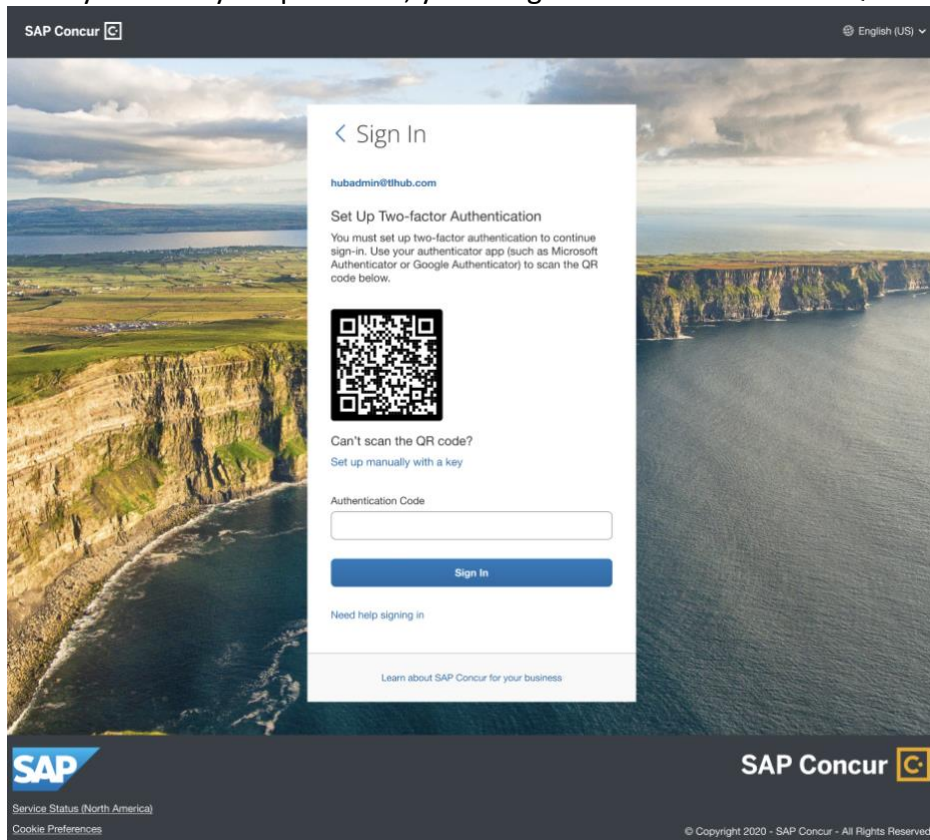 SAP Concur C
English (US)
Sign In
hubadmin@tlhub.com
Set Up Two-factor Authentication
You must set up two-factor authentication to continue
sign-in. Use your authenticator app (such as Microsoft
Authenticator or Google Authenticator) to scan the QR
code below.
Can't scan the QR code?
Set up manually with a key
Authentication Code
Sign In
Need help signing in
Learn about SAP Concur for your business
SAP
SAP Concur C
Service Status (North America)
Cookie Preferences
© Copyright 2020 - SAP Concur - All Rights Reserved